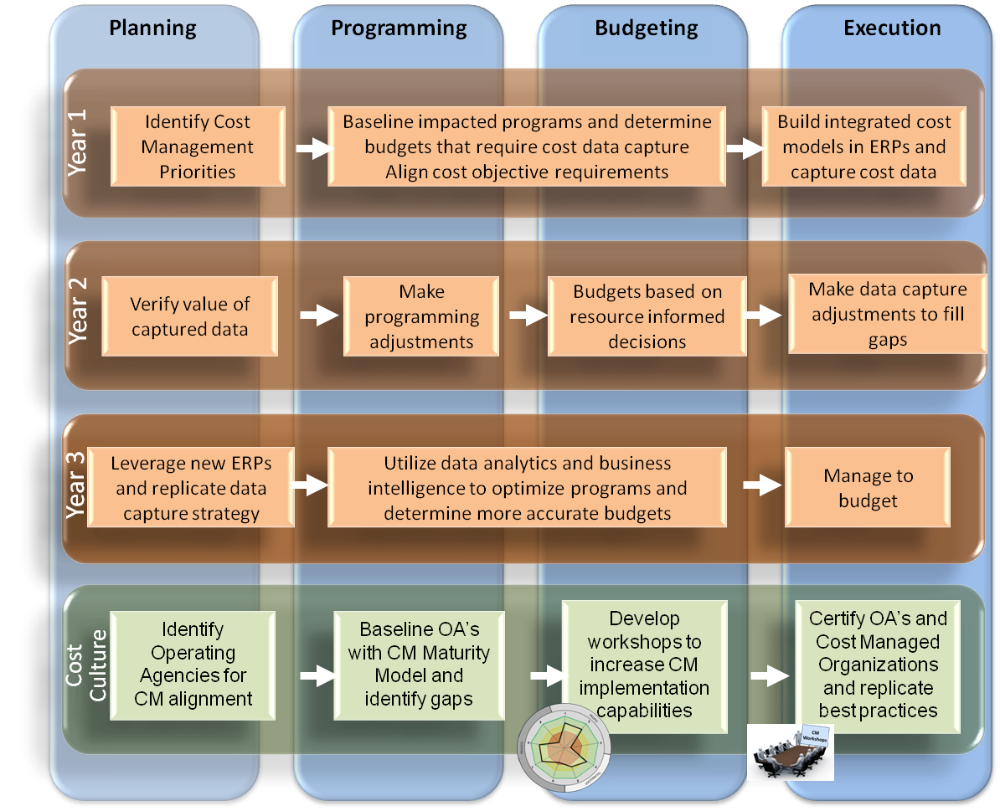 Planning
Programming
Budgeting
Execution
Year 1
Identify Cost
Management
Priorities
Baseline impacted programs and determine
budgets that require cost data capture
Align cost objective requirements
Build integrated cost
models in ERPs and
capture cost data
Year 2
Verify value of
captured data
Make
programming
adjustments
Budgets based on
resource informed
decisions
Make data capture
adjustments to fill
gaps
Year 3
Leverage new ERPs
and replicate data
capture strategy
Utilize data analytics and business
intelligence to optimize programs and
determine more accurate budgets
Manage to
budget
Cost
Culture
Identify
Operating
Agencies for
CM alignment
Baseline OA's
with CM Maturity
Model and
identify gaps
Develop
workshops to
increase CM
implementation
capabilities
Certify OA's and
Cost Managed
Organizations
and replicate
best practices
CM
Workshops